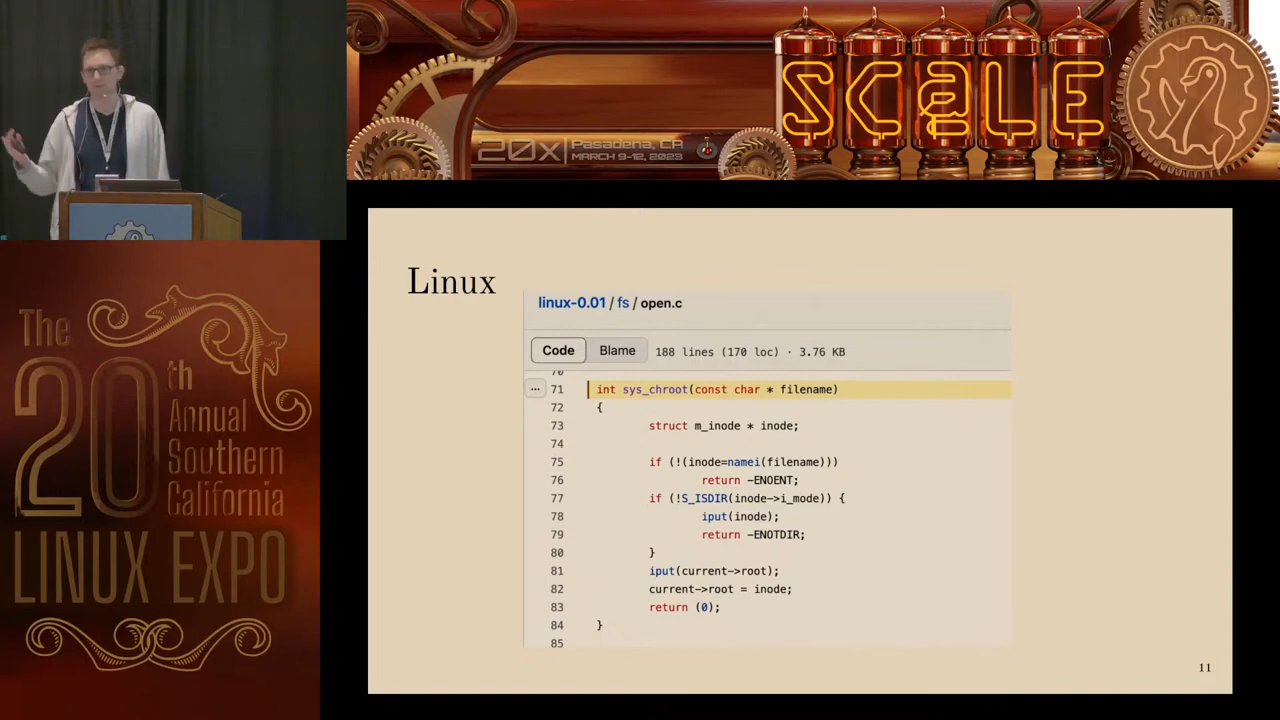 SCaLE
20x
Pasadena, CA
MARCH 9-12, 2023
The
20th
Annual
Southern
California
LINUX EXPO
Linux
linux-0.01 / fs / open.c
Code Blame 188 lines (170 loc) · 3.76 KB
70
... 71 int sys_chroot(const char * filename)
72 {
73 struct m_inode * inode;
74
75 if (!(inode=namei(filename)))
76 return -ENOENT;
77 if (!S_ISDIR(inode->i_mode)) {
78 iput(inode);
79 return -ENOTDIR;
80 }
81 iput(current->root);
82 current->root = inode;
83 return (0);
84 }
85
11